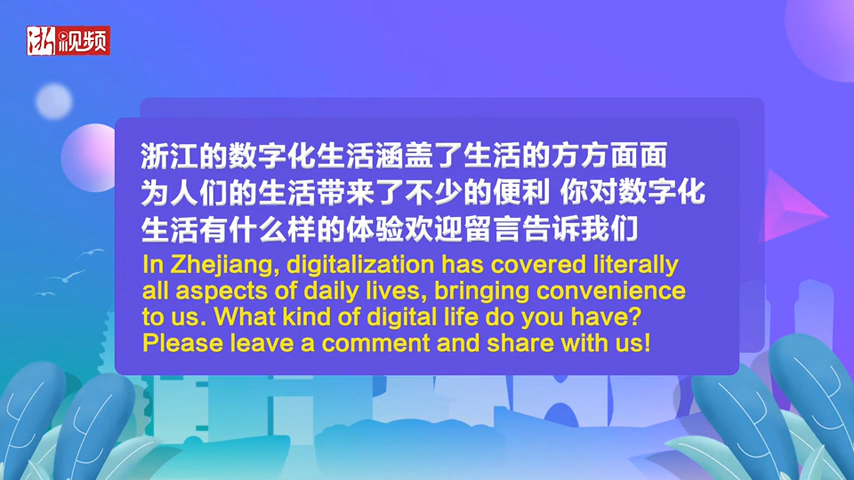 浙视频
浙江的数字化生活涵盖了生活的方方面面
为人们的生活带来了不少的便利 你对数字化
生活有什么样的体验欢迎留言告诉我们
In Zhejiang, digitalization has covered literally
all aspects of daily lives, bringing convenience
to us. What kind of digital life do you have?
Please leave a comment and share with us!